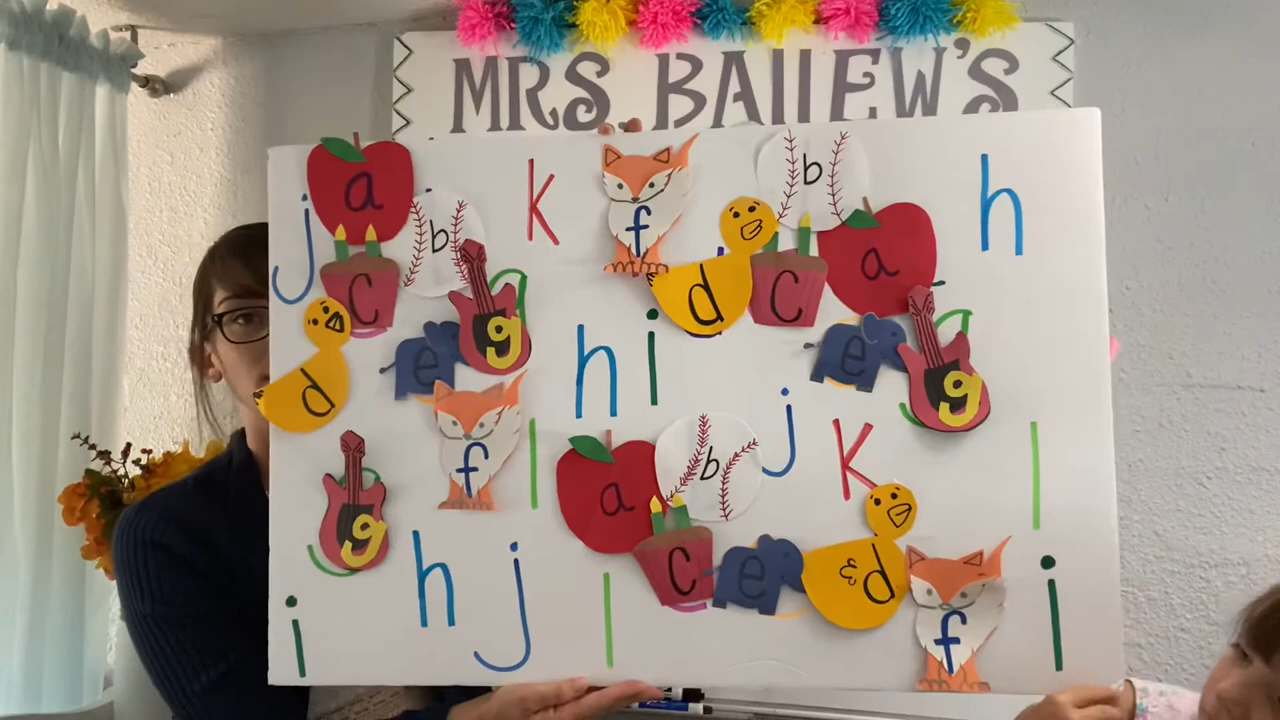 MRS. BAllEW'S
a k f b h
j b d c a
c g
d e h i e g
f l a b j k l
g
h j l c e d f i
i